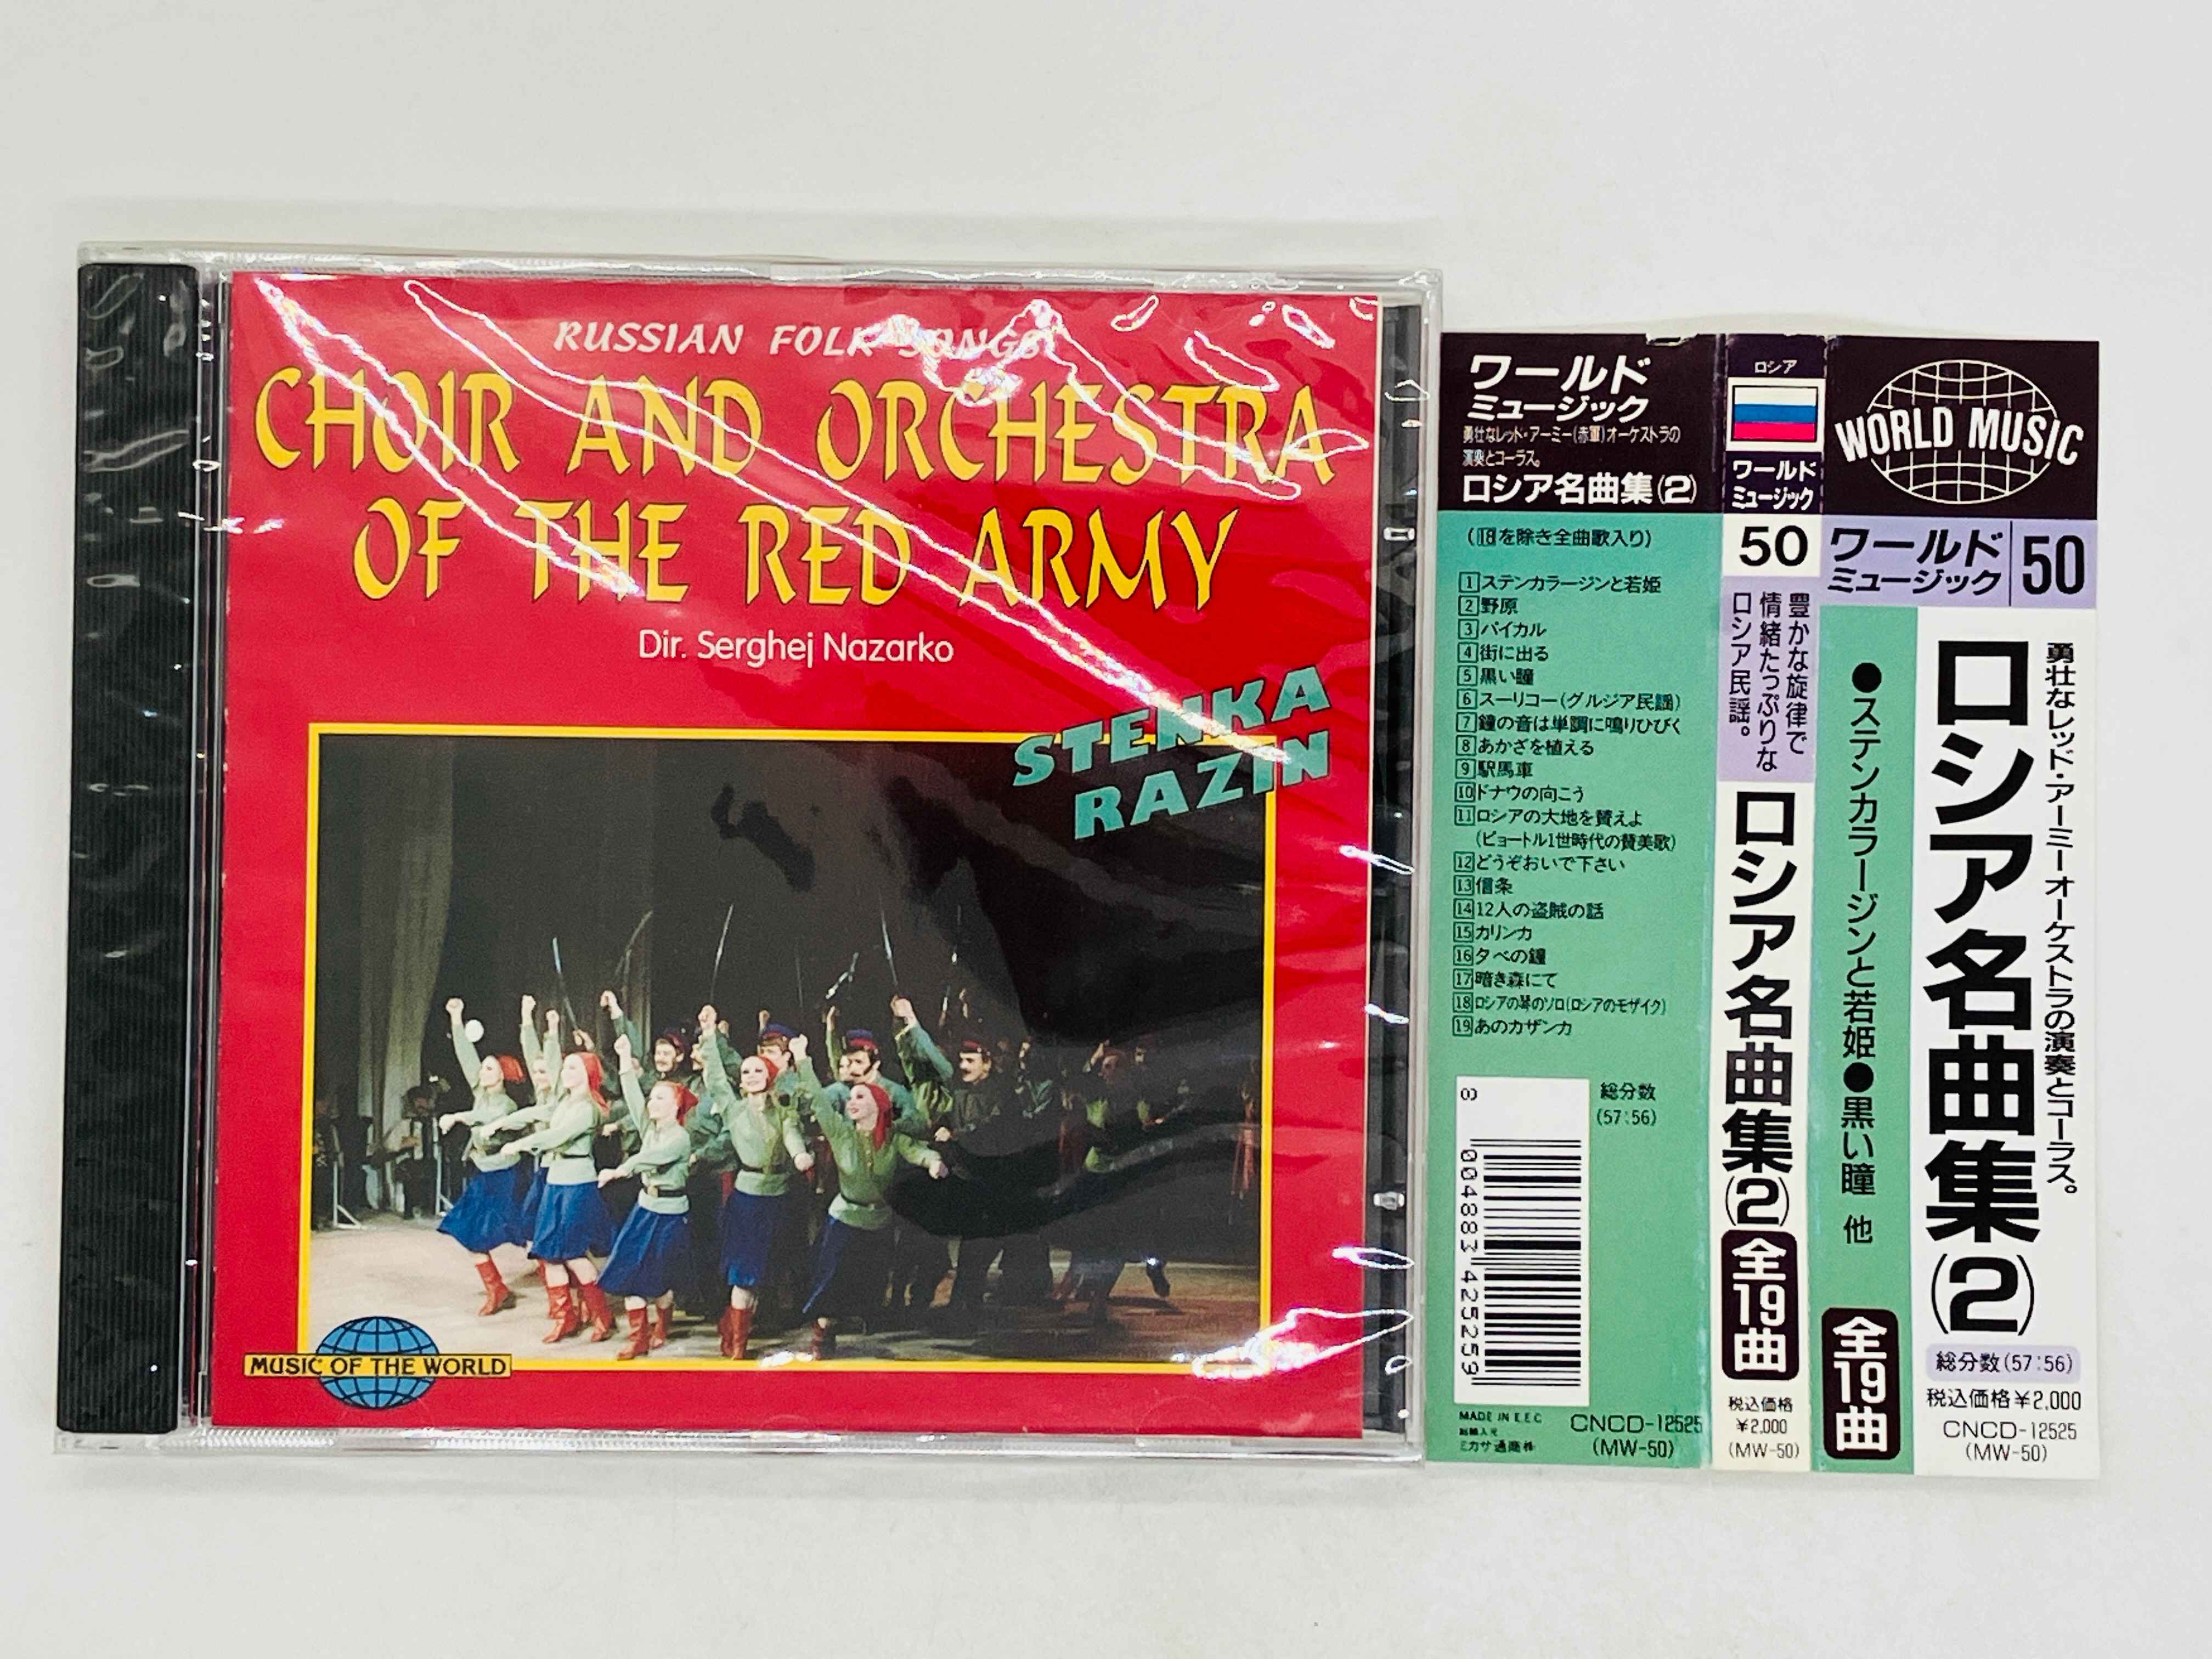 RUSSIAN FOLK SONGS
CHOIR AND ORCHESTRA
OF THE RED ARMY
Dir. Serghej Nazarko
STENKA
RAZIN
MUSIC OF THE WORLD
ワールド
ミュージック
勇壮なレッド・アーミー(赤軍)オーケストラの
演奏とコーラス。
ロシア名曲集(2)
(18を除き全曲歌入り)
1 ステンカラージンと若姫
2 野原
3 バイカル
4 街に出る
5 黒い瞳
6 スーリコー(グルジア民謡)
7 鐘の音は単調に鳴りひびく
8 あかざを植える
9 駅馬車
10 ドナウの向こう
11 ロシアの大地を賛えよ
(ピョートル1世時代の賛美歌)
12 どうぞおいで下さい
13 信条
14 12人の盗賊の話
15 カリンカ
16 夕べの鐘
17 暗き森にて
18 ロシアの琴のソロ(ロシアのモザイク)
19 あのカザンカ
総分数
(57:56)
8 004883 425259
MADE IN E.E.C
輸入元
ミカサ通商㈱
CNCD-12525
(MW-50)
ロシア
ワールド
ミュージック
50
豊かな旋律で
情緒たっぷりな
ロシア民謡。
ロシア名曲集(2)
全19曲
税込価格
¥2,000
(MW-50)
WORLD MUSIC
ワールド
ミュージック
50
勇壮なレッド・アーミーオーケストラの演奏とコーラス。
ロシア名曲集(2)
●ステンカラージンと若姫●黒い瞳 他
全19曲
総分数(57:56)
税込価格¥2,000
CNCD-12525
(MW-50)